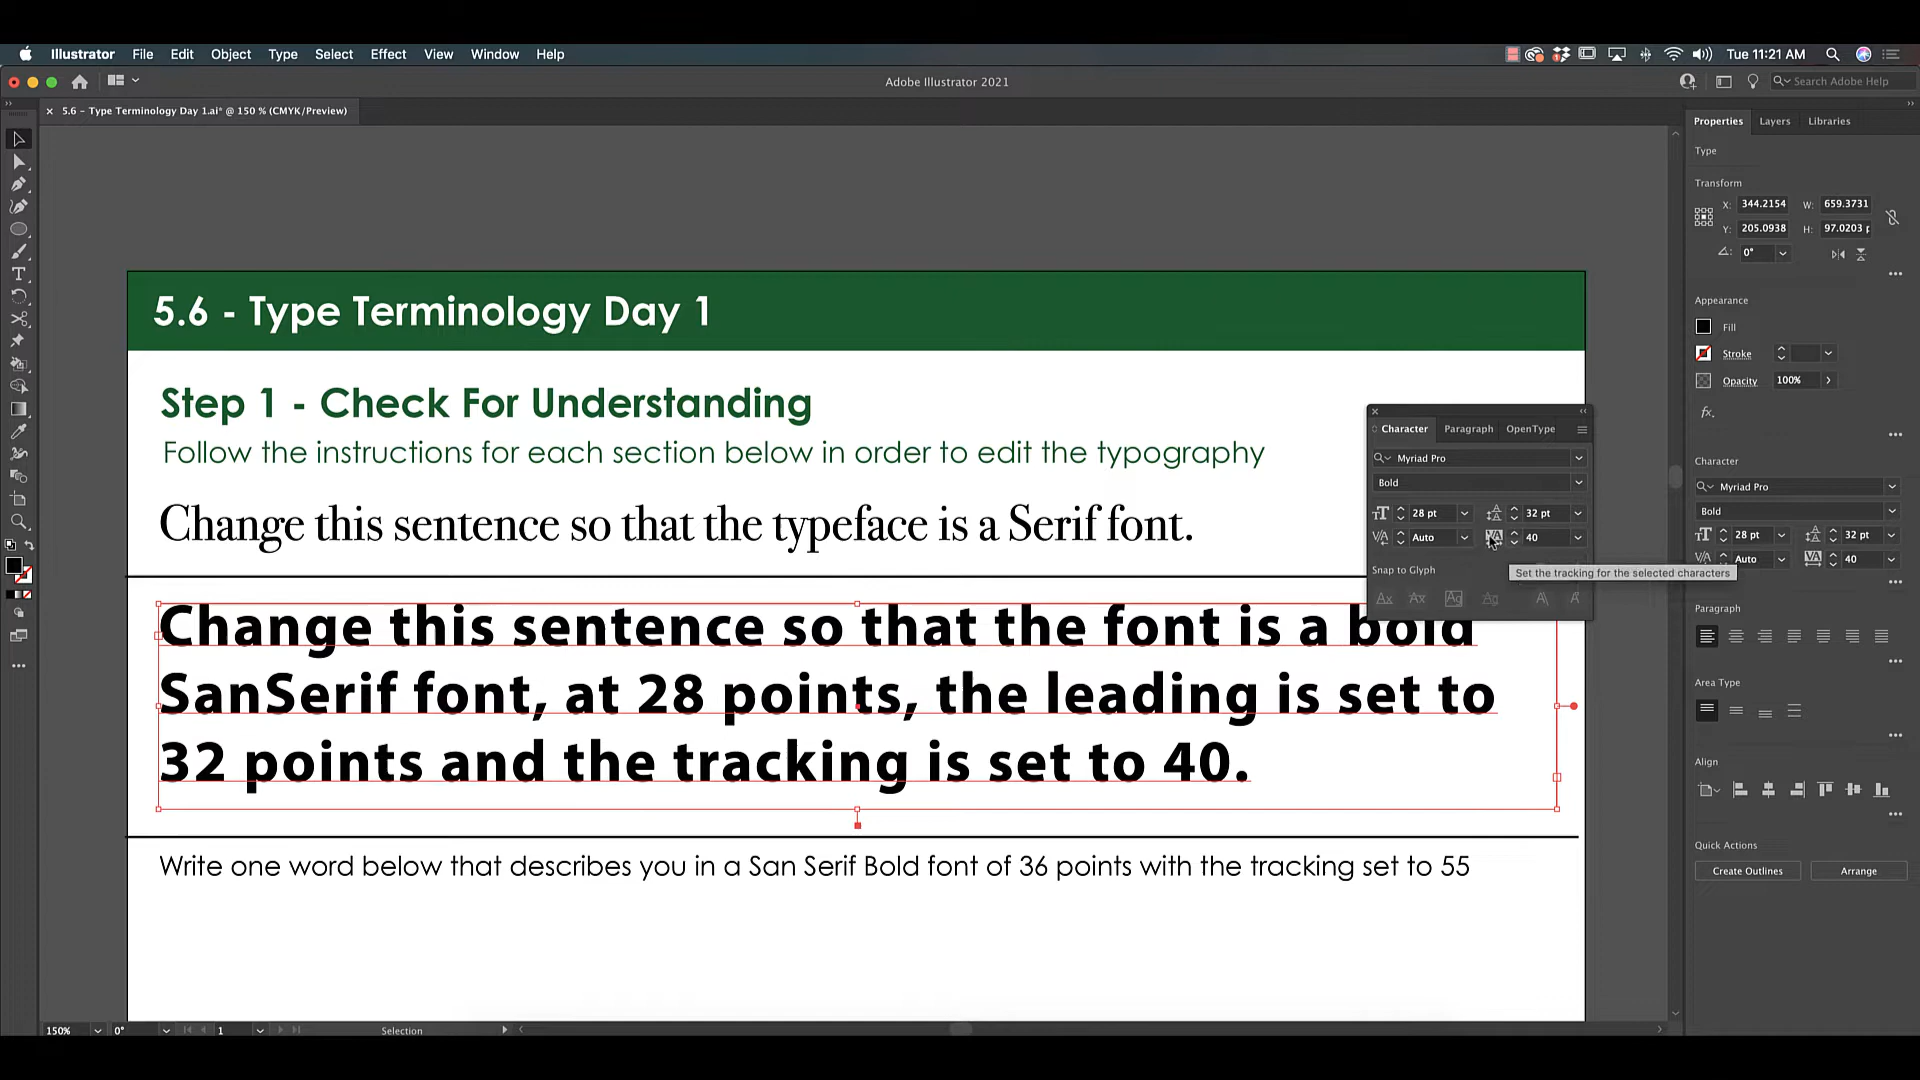 Illustrator File Edit Object Type Select Effect View Window Help
Tue 11:21 AM
Adobe Illustrator 2021
Search Adobe Help
5.6 - Type Terminology Day 1.ai* @ 150 % (CMYK/Preview)
Properties Layers Libraries
Type
Transform
X: 344.2154 W: 659.3731
Y: 205.0938 H: 97.0203 p
0°
Appearance
Fill
Stroke
Opacity 100%
fx.
Character
Myriad Pro
Bold
28 pt 32 pt
Auto 40
Paragraph
Area Type
Align
Quick Actions
Create Outlines Arrange
5.6 - Type Terminology Day 1
Step 1 - Check For Understanding
Follow the instructions for each section below in order to edit the typography
Change this sentence so that the typeface is a Serif font.
Character Paragraph OpenType
Myriad Pro
Bold
28 pt 32 pt
Auto 40
Snap to Glyph
Set the tracking for the selected characters
Change this sentence so that the font is a bold
SanSerif font, at 28 points, the leading is set to
32 points and the tracking is set to 40.
Write one word below that describes you in a San Serif Bold font of 36 points with the tracking set to 55
150% 0° 1 Selection